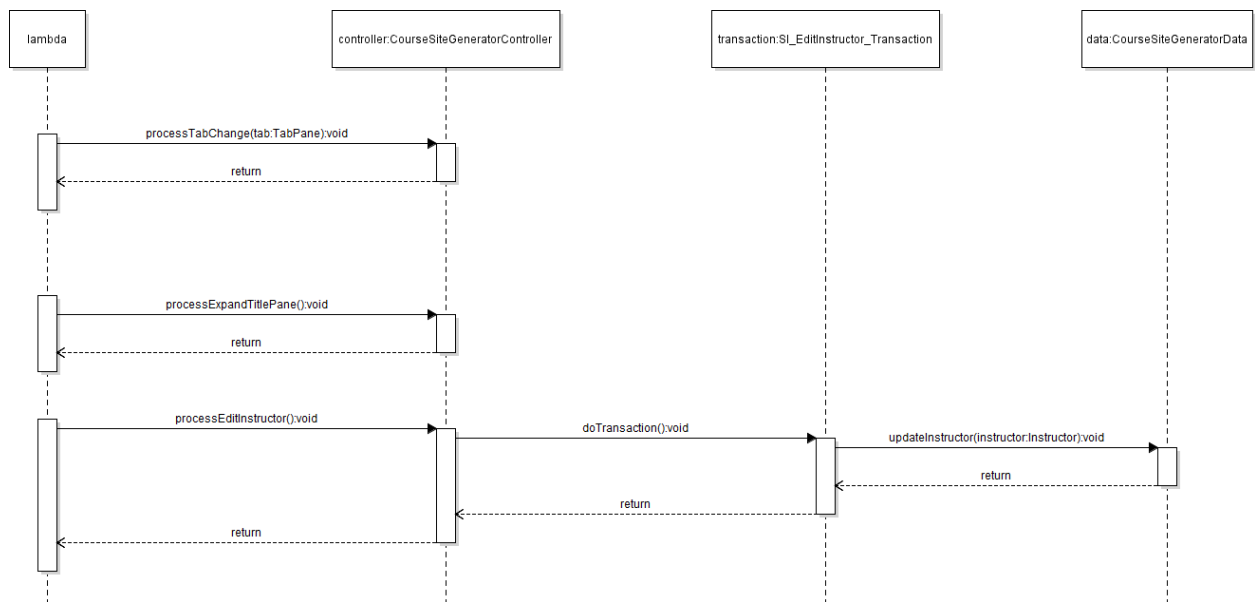 lambda
controller:CourseSiteGeneratorController
transaction:SI_EditInstructor_Transaction
data:CourseSiteGeneratorData
processTabChange(tab:TabPane):void
return
processExpandTitlePane():void
return
processEditInstructor():void
doTransaction():void
updateInstructor(instructor:Instructor):void
return
return
return